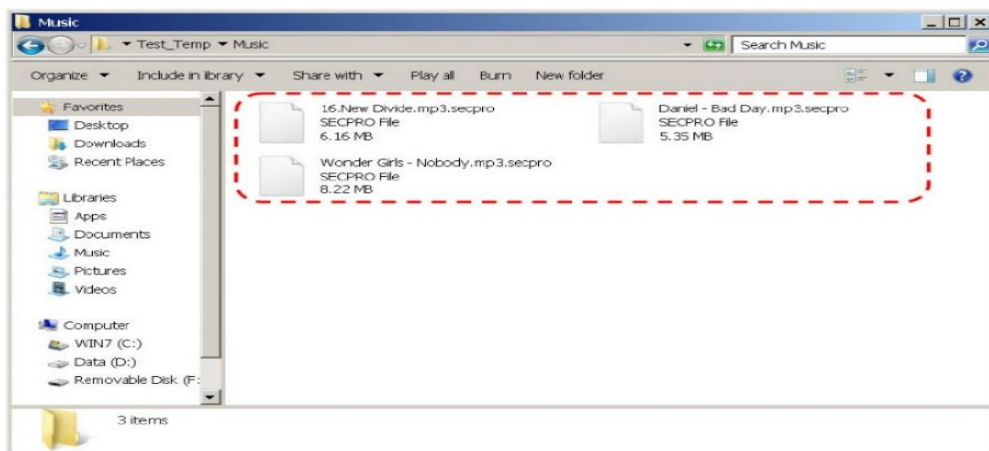 Music
Test_Temp Music Search Music
Organize Include in library Share with Play all Burn New folder
Favorites
Desktop
Downloads
Recent Places
Libraries
Apps
Documents
Music
Pictures
Videos
Computer
WIN7 (C:)
Data (D:)
Removable Disk (F:
16.New Divide.mp3.secpro
SECPRO File
6.16 MB
Daniel - Bad Day.mp3.secpro
SECPRO File
5.35 MB
Wonder Girls - Nobody.mp3.secpro
SECPRO File
8.22 MB
3 items